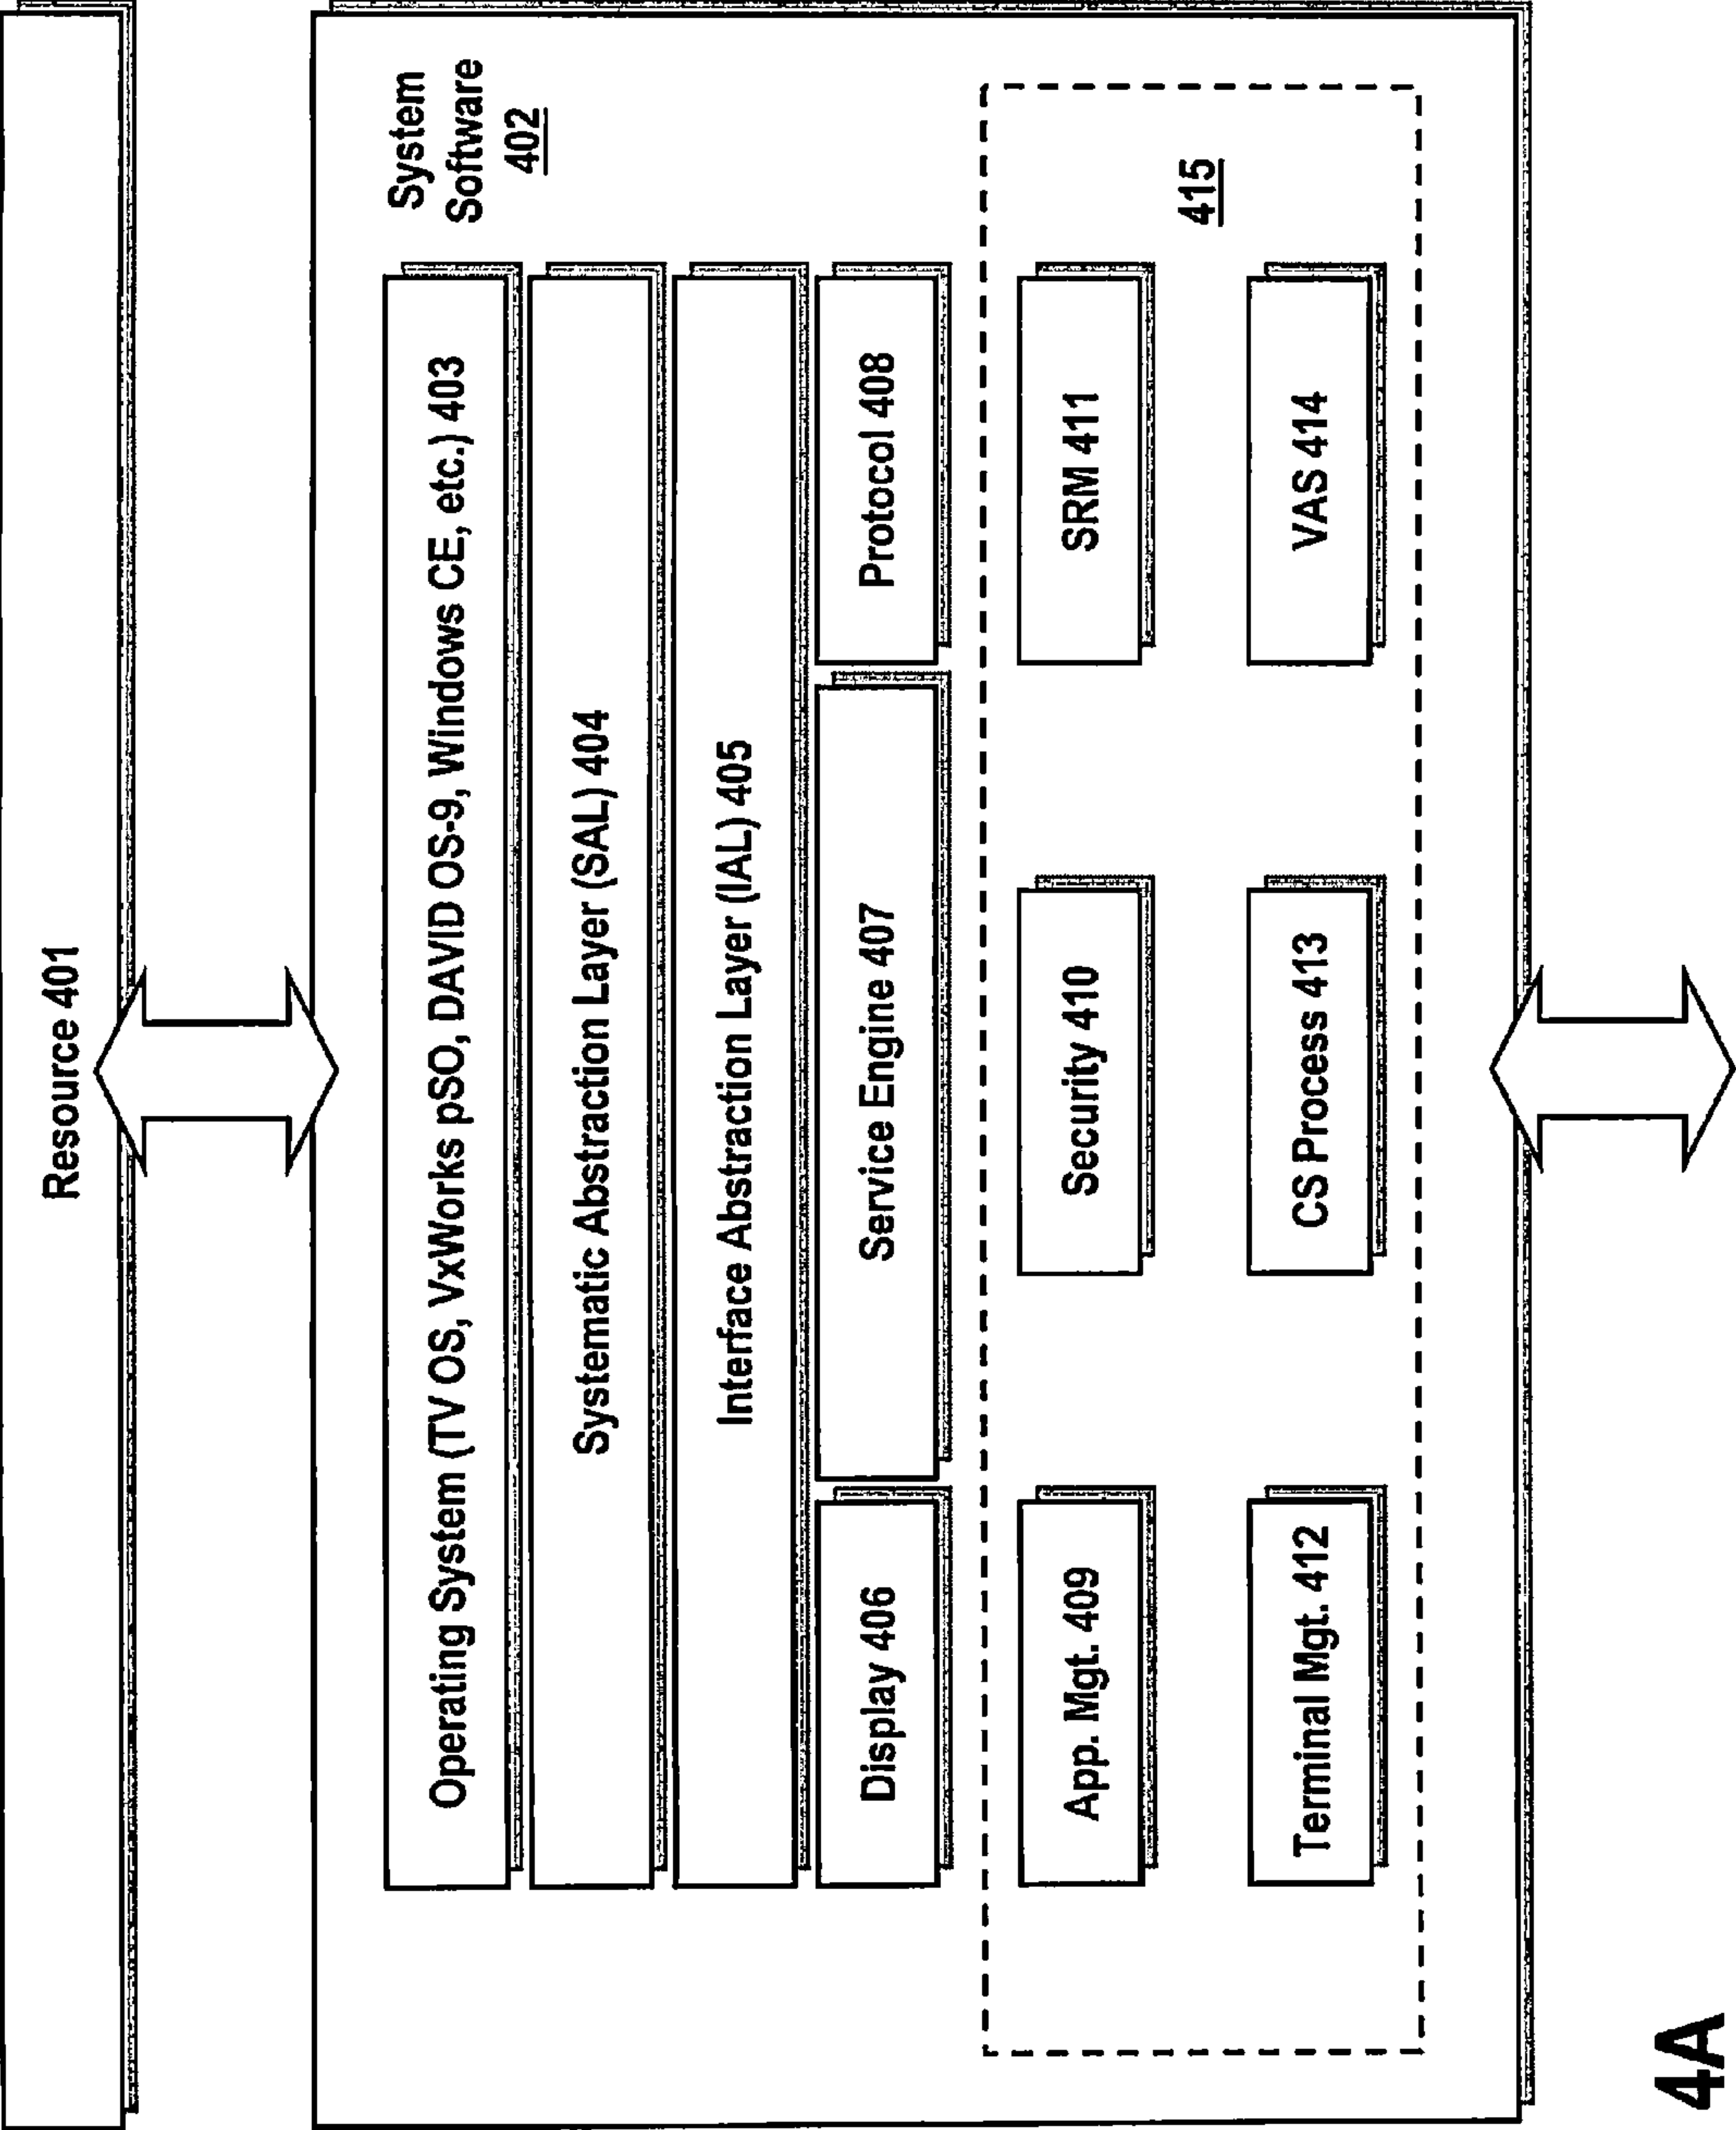 Resource 401
System
Software
402
Operating System (TV OS, VxWorks pSO, DAVID OS-9, Windows CE, etc.) 403
Systematic Abstraction Layer (SAL) 404
Interface Abstraction Layer (IAL) 405
Display 406
Service Engine 407
Protocol 408
415
App. Mgt. 409
Security 410
SRM 411
Terminal Mgt. 412
CS Process 413
VAS 414
4A